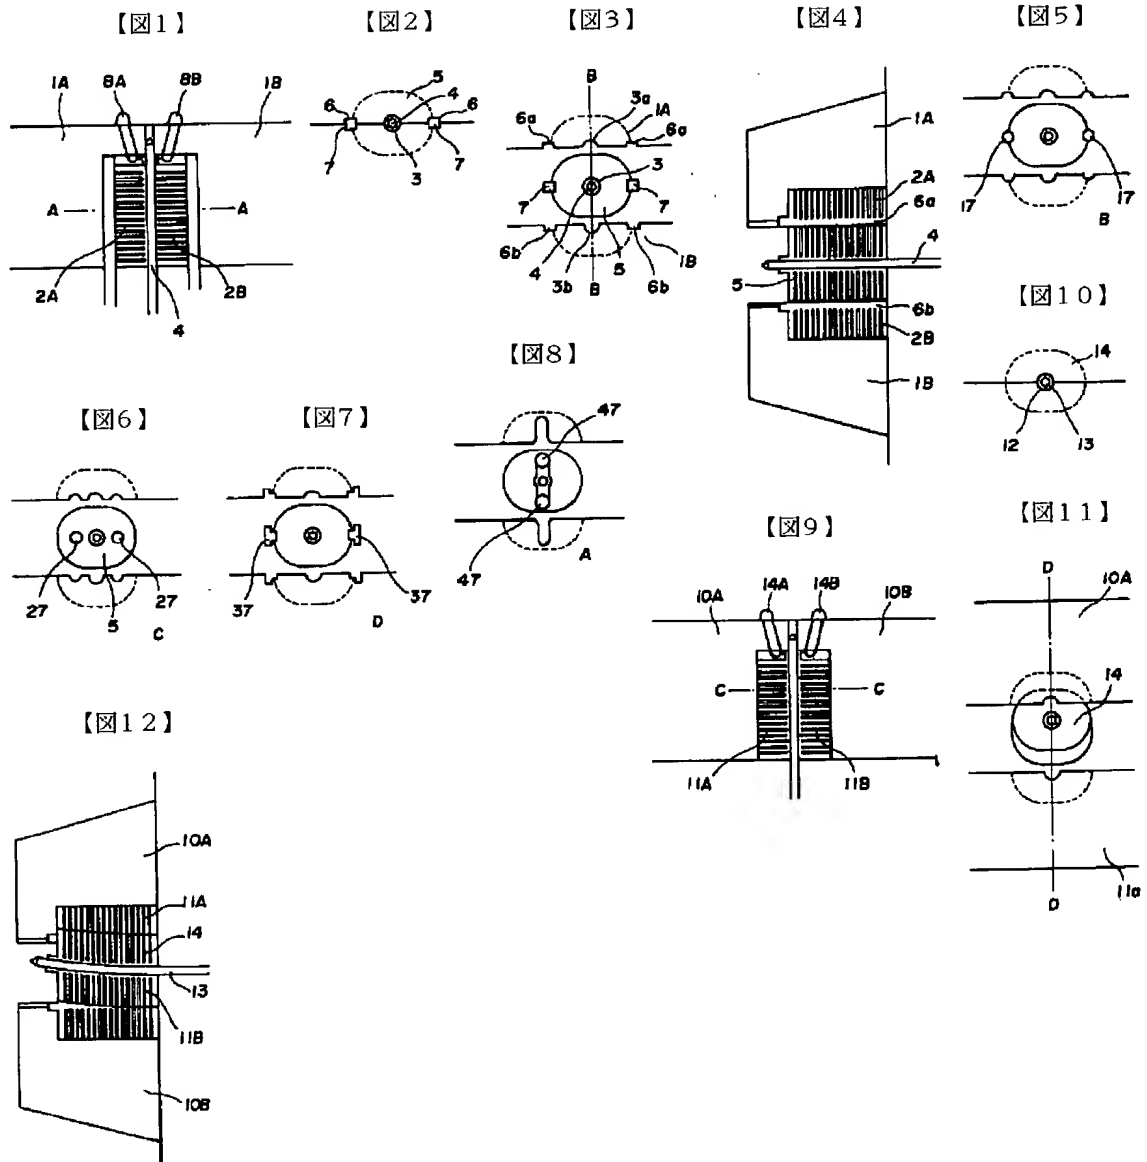 【図1】
1A 8A 8B 1B
A A
2A 2B
4
【図2】
5
4
6 6
7 3 7
【図3】
B
3a 1A
6a 6a
3
7 7
6b 4 3b 5 1B 6b
B
【図4】
1A
2A
6a
4
5
6b
2B
1B
【図5】
17 17
B
【図10】
14
12 13
【図6】
27 5 27
C
【図7】
37 37
D
【図8】
47
47
A
【図9】
10A 14A 14B 10B
C C
11A 11B
【図11】
D
10A
14
11a
D
【図12】
10A
11A
14
13
11B
10B